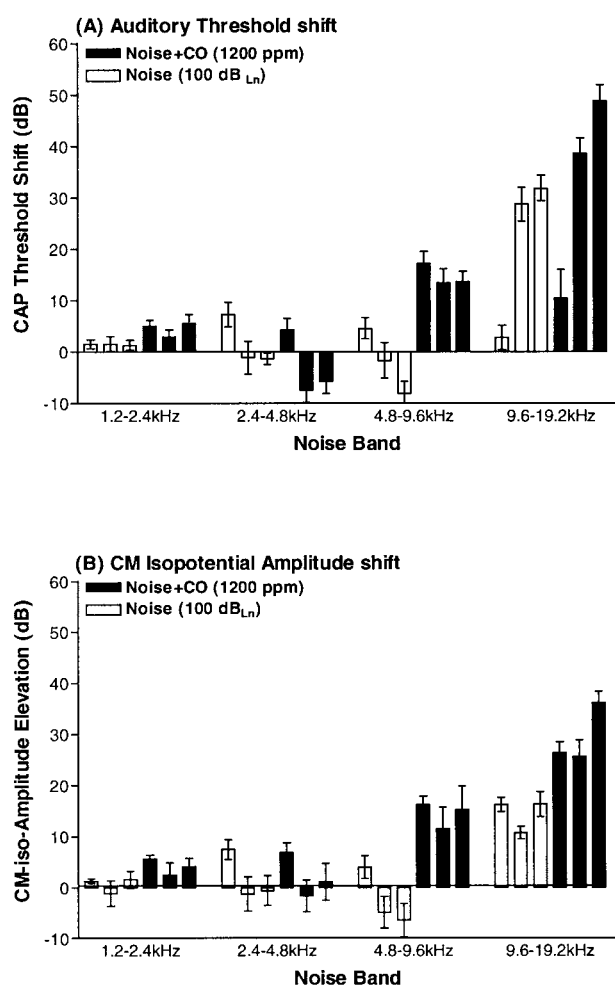 (A) Auditory Threshold shift
Noise+CO (1200 ppm)
Noise (100 dB Ln)
CAP Threshold Shift (dB)
60
50
40
30
20
10
0
-10
1.2-2.4kHz 2.4-4.8kHz 4.8-9.6kHz 9.6-19.2kHz
Noise Band
(B) CM Isopotential Amplitude shift
Noise+CO (1200 ppm)
Noise (100 dBLn)
CM-iso-Amplitude Elevation (dB)
60
50
40
30
20
10
0
-10
1.2-2.4kHz 2.4-4.8kHz 4.8-9.6kHz 9.6-19.2kHz
Noise Band